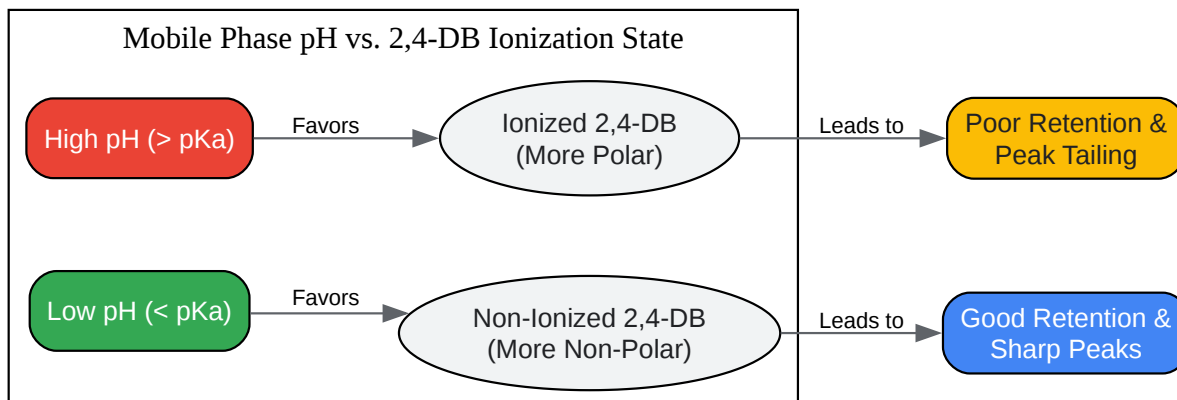 Mobile Phase pH vs. 2,4-DB Ionization State
High pH (> pKa)
Favors
Ionized 2,4-DB
(More Polar)
Leads to
Poor Retention &
Peak Tailing
Low pH (< pKa)
Favors
Non-Ionized 2,4-DB
(More Non-Polar)
Leads to
Good Retention &
Sharp Peaks